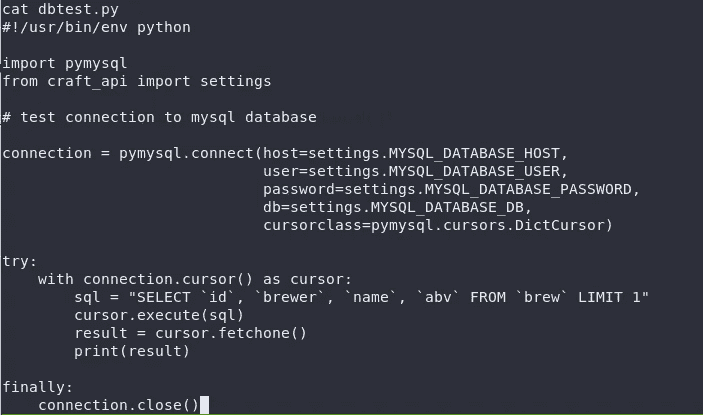 cat dbtest.py
#!/usr/bin/env python

import pymysql
from craft_api import settings

# test connection to mysql database

connection = pymysql.connect(host=settings.MYSQL_DATABASE_HOST,
                             user=settings.MYSQL_DATABASE_USER,
                             password=settings.MYSQL_DATABASE_PASSWORD,
                             db=settings.MYSQL_DATABASE_DB,
                             cursorclass=pymysql.cursors.DictCursor)

try:
    with connection.cursor() as cursor:
        sql = "SELECT `id`, `brewer`, `name`, `abv` FROM `brew` LIMIT 1"
        cursor.execute(sql)
        result = cursor.fetchone()
        print(result)

finally:
    connection.close()